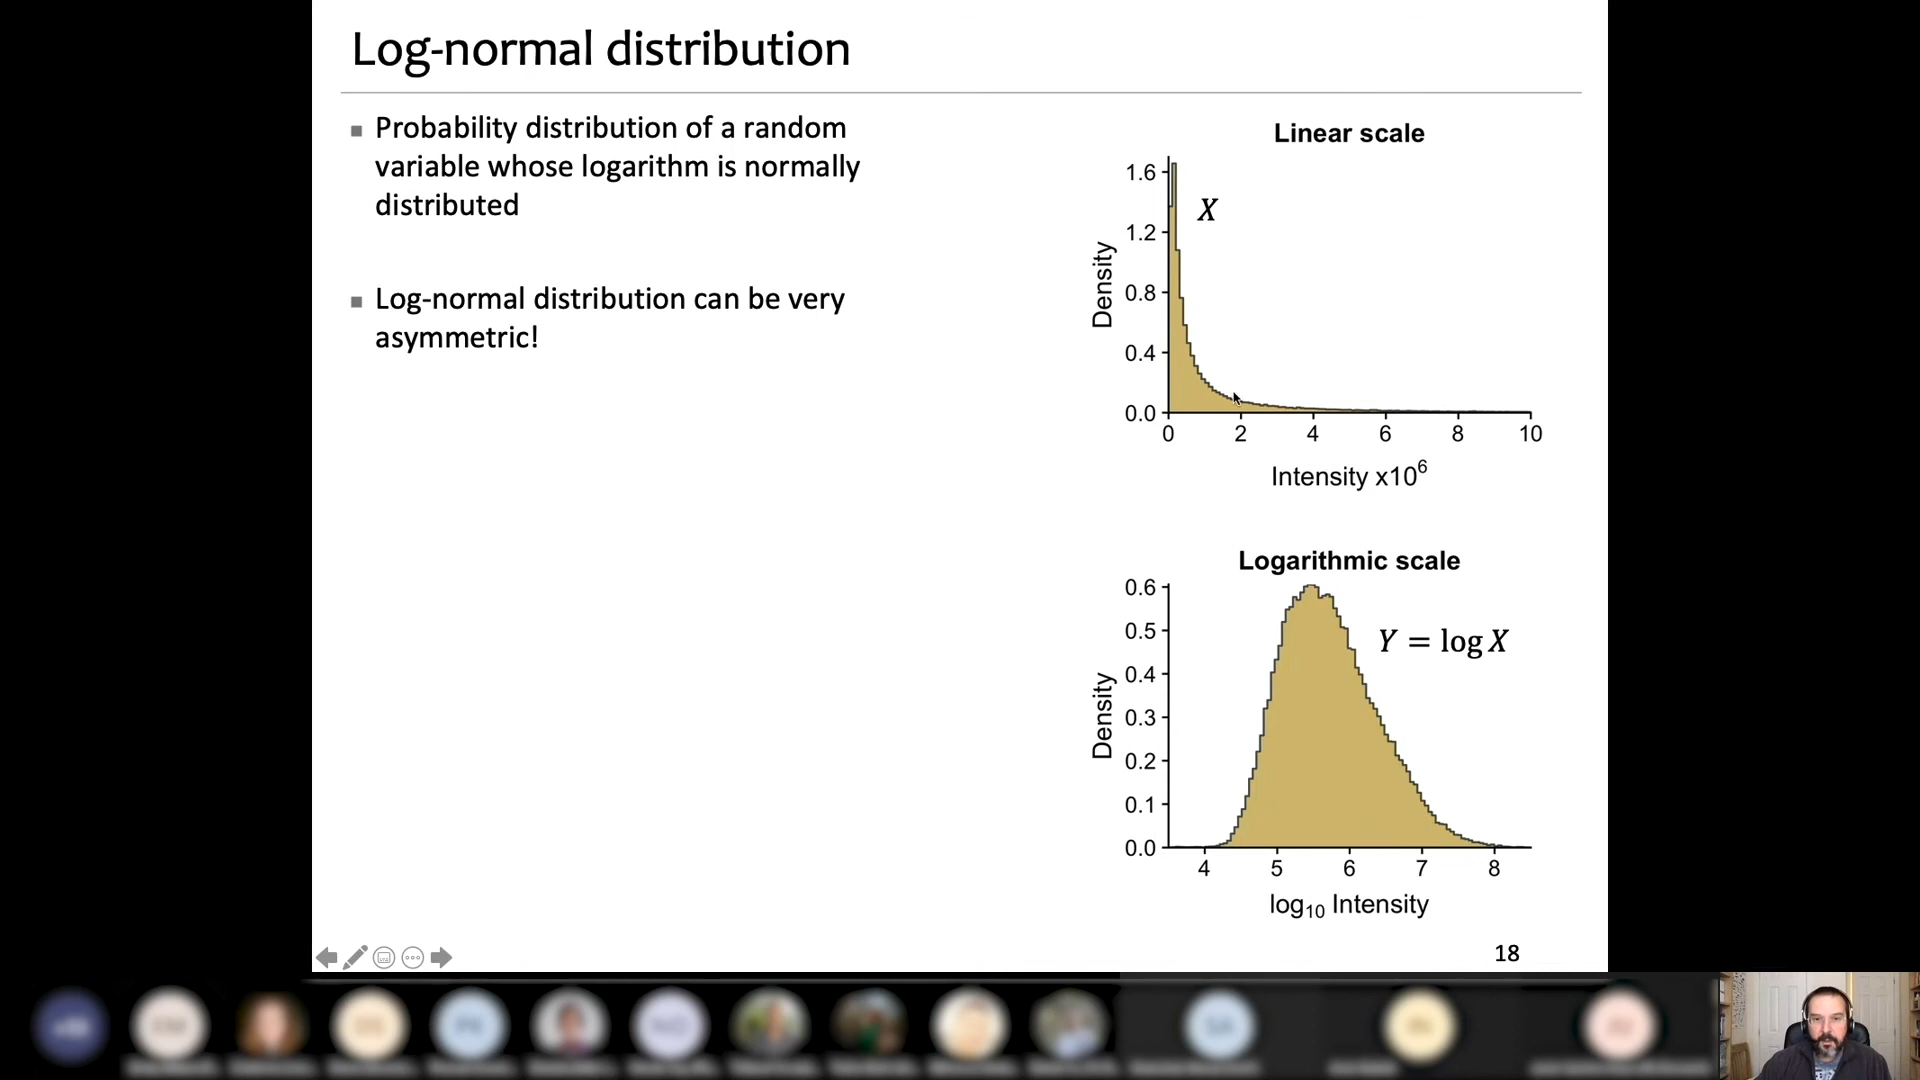 Log-normal distribution
Probability distribution of a random
variable whose logarithm is normally
distributed
Log-normal distribution can be very
asymmetric!
Linear scale
1.6
1.2
0.8
0.4
0.0
Density
X
0 2 4 6 8 10
Intensity x10⁶
Logarithmic scale
0.6
0.5
0.4
0.3
0.2
0.1
0.0
Density
Y = log X
4 5 6 7 8
log₁₀ Intensity
18